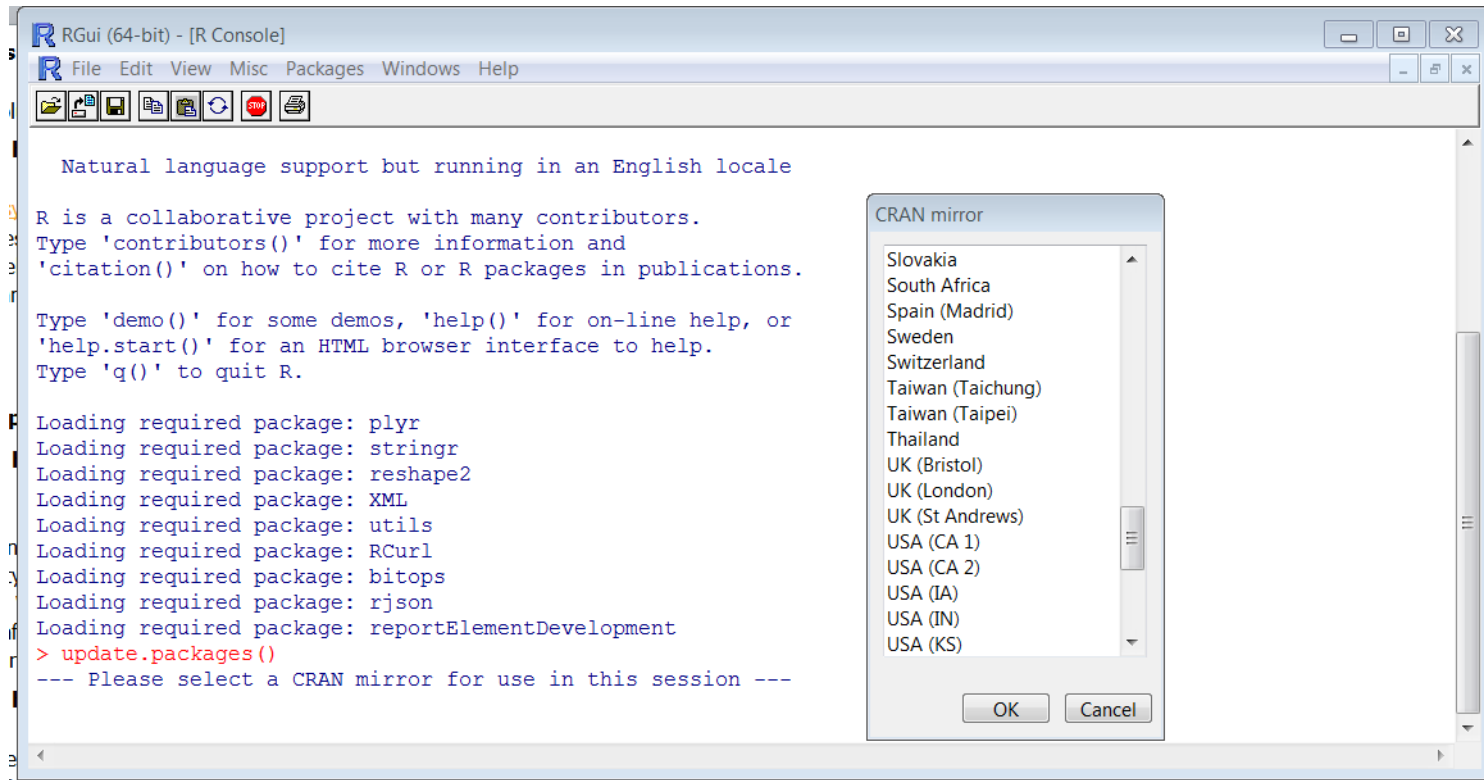 RGui (64-bit) - [R Console]
File Edit View Misc Packages Windows Help
STOP
Natural language support but running in an English locale
R is a collaborative project with many contributors.
Type 'contributors()' for more information and
'citation()' on how to cite R or R packages in publications.
Type 'demo()' for some demos, 'help()' for on-line help, or
'help.start()' for an HTML browser interface to help.
Type 'q()' to quit R.
Loading required package: plyr
Loading required package: stringr
Loading required package: reshape2
Loading required package: XML
Loading required package: utils
Loading required package: RCurl
Loading required package: bitops
Loading required package: rjson
Loading required package: reportElementDevelopment
> update.packages()
--- Please select a CRAN mirror for use in this session ---
CRAN mirror
Slovakia
South Africa
Spain (Madrid)
Sweden
Switzerland
Taiwan (Taichung)
Taiwan (Taipei)
Thailand
UK (Bristol)
UK (London)
UK (St Andrews)
USA (CA 1)
USA (CA 2)
USA (IA)
USA (IN)
USA (KS)
OK Cancel